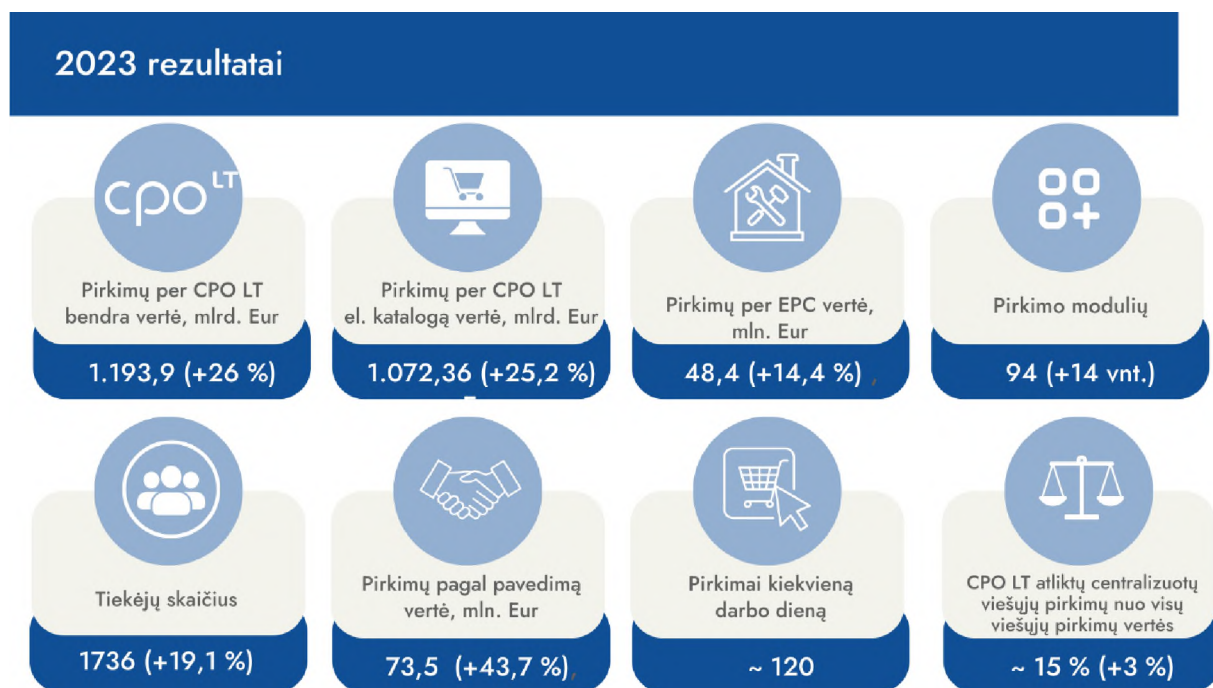 2023 rezultatai
cpo LT
Pirkimų per CPO LT
bendra vertė, mlrd. Eur
1.193,9 (+26 %)
Pirkimų per CPO LT
el. katalogą vertė, mlrd. Eur
1.072,36 (+25,2 %)
Pirkimų per EPC vertė,
mln. Eur
48,4 (+14,4 %) ,
Pirkimo modulių
94 (+14 vnt.)
Tiekėjų skaičius
1736 (+19,1 %)
Pirkimų pagal pavedimą
vertė, mln. Eur
73,5 (+43,7 %),
Pirkimai kiekvieną
darbo dieną
~ 120
CPO LT atliktų centralizuotų
viešųjų pirkimų nuo visų
viešųjų pirkimų vertės
~ 15 % (+3 %)